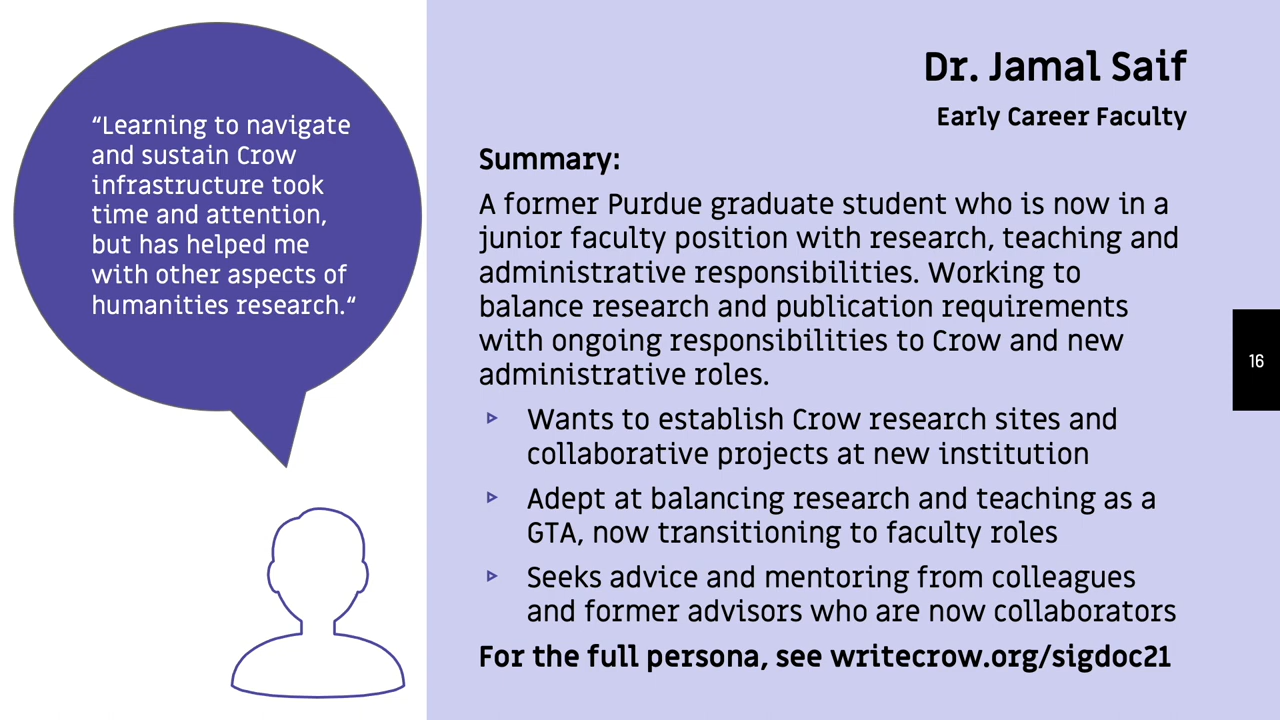 “Learning to navigate
and sustain Crow
infrastructure took
time and attention,
but has helped me
with other aspects of
humanities research.“
Dr. Jamal Saif
Early Career Faculty
Summary:
A former Purdue graduate student who is now in a
junior faculty position with research, teaching and
administrative responsibilities. Working to
balance research and publication requirements
with ongoing responsibilities to Crow and new
administrative roles.
▹ Wants to establish Crow research sites and
collaborative projects at new institution
▹ Adept at balancing research and teaching as a
GTA, now transitioning to faculty roles
▹ Seeks advice and mentoring from colleagues
and former advisors who are now collaborators
For the full persona, see writecrow.org/sigdoc21
16